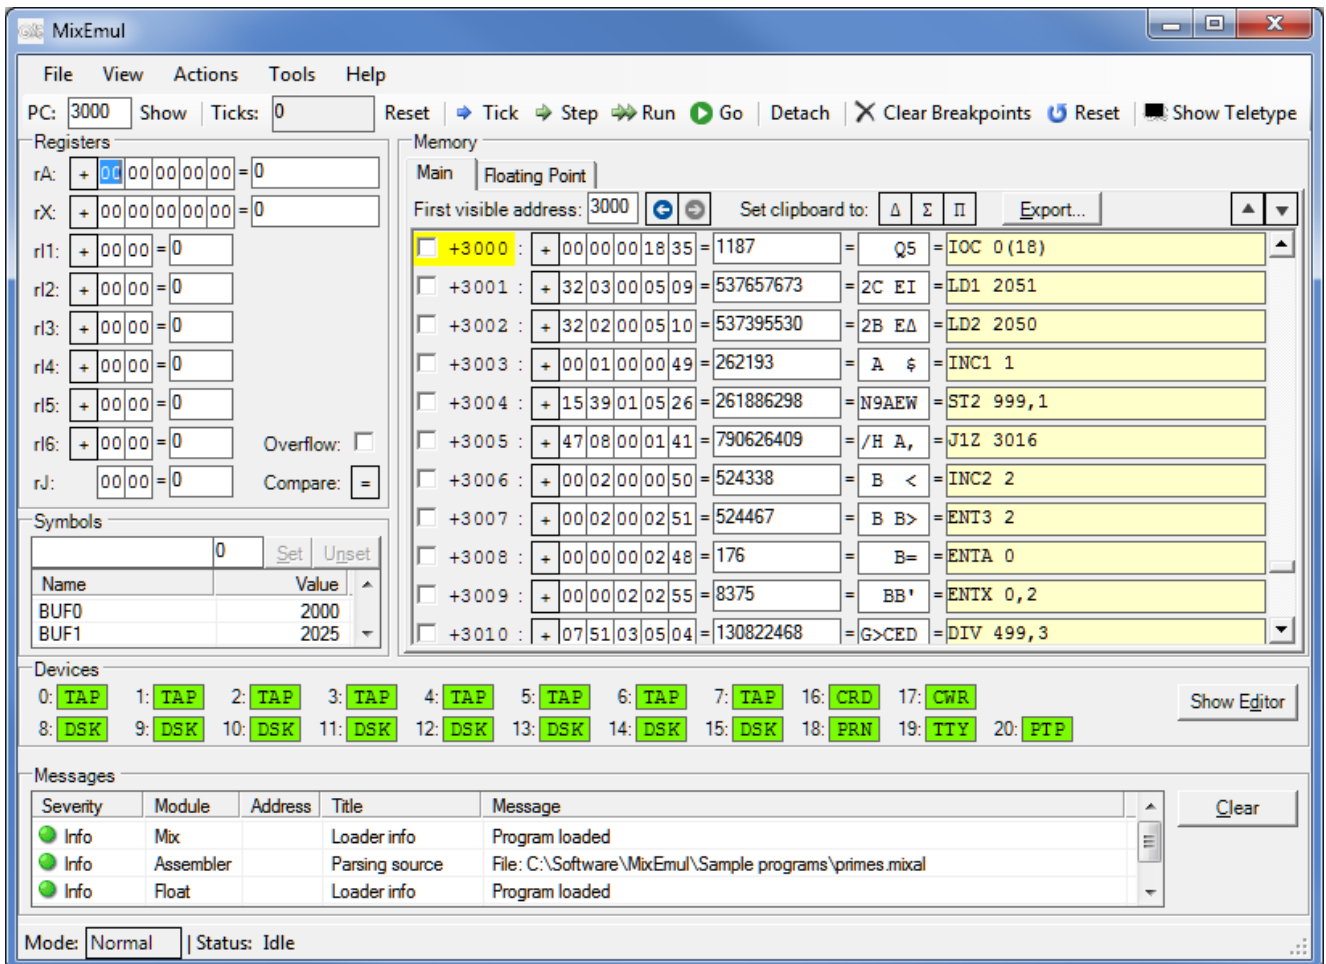 MixEmul
File View Actions Tools Help
PC: 3000 Show Ticks: 0 Reset Tick Step Run Go Detach Clear Breakpoints Reset Show Teletype
Registers
rA: + 00 00 00 00 00 = 0
rX: + 00 00 00 00 00 = 0
rI1: + 00 00 = 0
rI2: + 00 00 = 0
rI3: + 00 00 = 0
rI4: + 00 00 = 0
rI5: + 00 00 = 0
rI6: + 00 00 = 0 Overflow:
rJ: 00 00 = 0 Compare: =
Symbols
0 Set Unset
Name Value
BUF0 2000
BUF1 2025
Memory
Main Floating Point
First visible address: 3000 Set clipboard to: Δ Σ Π Export...
+3000 : + 00 00 00 18 35 = 1187 = Q5 = IOC 0(18)
+3001 : + 32 03 00 05 09 = 537657673 = 2C EI = LD1 2051
+3002 : + 32 02 00 05 10 = 537395530 = 2B EΔ = LD2 2050
+3003 : + 00 01 00 00 49 = 262193 = A $ = INC1 1
+3004 : + 15 39 01 05 26 = 261886298 = N9AEW = ST2 999,1
+3005 : + 47 08 00 01 41 = 790626409 = /H A, = J1Z 3016
+3006 : + 00 02 00 00 50 = 524338 = B < = INC2 2
+3007 : + 00 02 00 02 51 = 524467 = B B> = ENT3 2
+3008 : + 00 00 00 02 48 = 176 = B= = ENTA 0
+3009 : + 00 00 02 02 55 = 8375 = BB' = ENTX 0,2
+3010 : + 07 51 03 05 04 = 130822468 = G>CED = DIV 499,3
Devices
0: TAP 1: TAP 2: TAP 3: TAP 4: TAP 5: TAP 6: TAP 7: TAP 16: CRD 17: CWR
8: DSK 9: DSK 10: DSK 11: DSK 12: DSK 13: DSK 14: DSK 15: DSK 18: PRN 19: TTY 20: PTP
Show Editor
Messages
Severity Module Address Title Message
Info Mix Loader info Program loaded
Info Assembler Parsing source File: C:\Software\MixEmul\Sample programs\primes.mixal
Info Float Loader info Program loaded
Clear
Mode: Normal Status: Idle